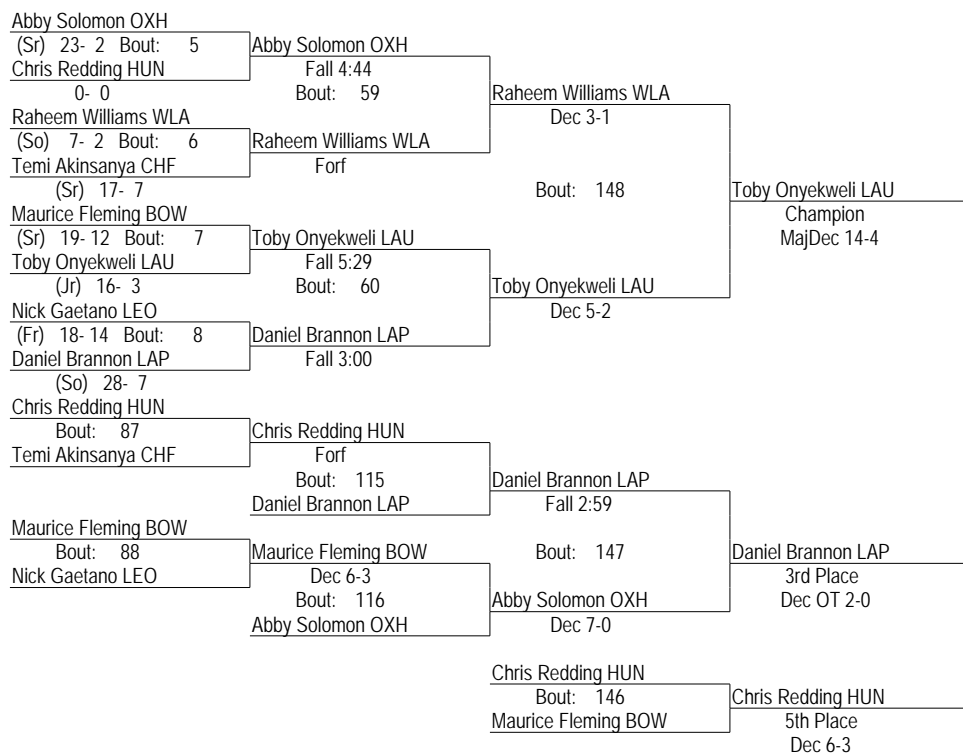 Abby Solomon OXH
(Sr) 23- 2 Bout: 5
Chris Redding HUN
0- 0
Raheem Williams WLA
(So) 7- 2 Bout: 6
Temi Akinsanya CHF
(Sr) 17- 7
Maurice Fleming BOW
(Sr) 19- 12 Bout: 7
Toby Onyekweli LAU
(Jr) 16- 3
Nick Gaetano LEO
(Fr) 18- 14 Bout: 8
Daniel Brannon LAP
(So) 28- 7
Abby Solomon OXH
Fall 4:44
Bout: 59
Raheem Williams WLA
Forf
Toby Onyekweli LAU
Fall 5:29
Bout: 60
Daniel Brannon LAP
Fall 3:00
Raheem Williams WLA
Dec 3-1
Bout: 148
Toby Onyekweli LAU
Dec 5-2
Toby Onyekweli LAU
Champion
MajDec 14-4
Chris Redding HUN
Bout: 87
Temi Akinsanya CHF
Maurice Fleming BOW
Bout: 88
Nick Gaetano LEO
Chris Redding HUN
Forf
Bout: 115
Daniel Brannon LAP
Maurice Fleming BOW
Dec 6-3
Bout: 116
Abby Solomon OXH
Daniel Brannon LAP
Fall 2:59
Bout: 147
Abby Solomon OXH
Dec 7-0
Daniel Brannon LAP
3rd Place
Dec OT 2-0
Chris Redding HUN
Bout: 146
Maurice Fleming BOW
Chris Redding HUN
5th Place
Dec 6-3